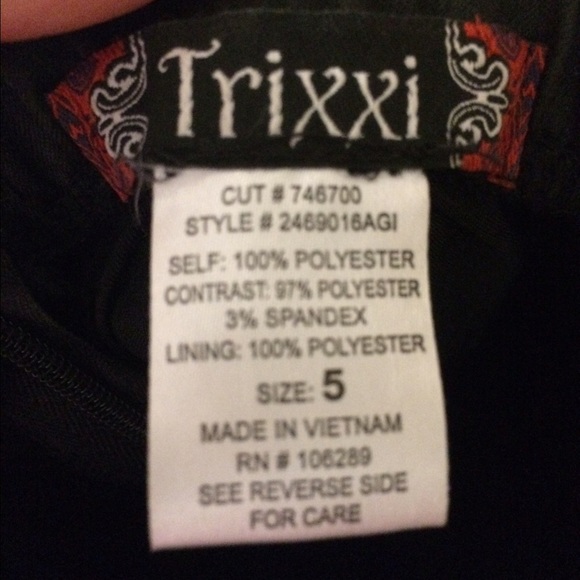 Trixxi
CUT # 746700
STYLE # 2469016AGI
SELF: 100% POLYESTER
CONTRAST: 97% POLYESTER
3% SPANDEX
LINING: 100% POLYESTER
SIZE: 5
MADE IN VIETNAM
RN # 106289
SEE REVERSE SIDE
FOR CARE